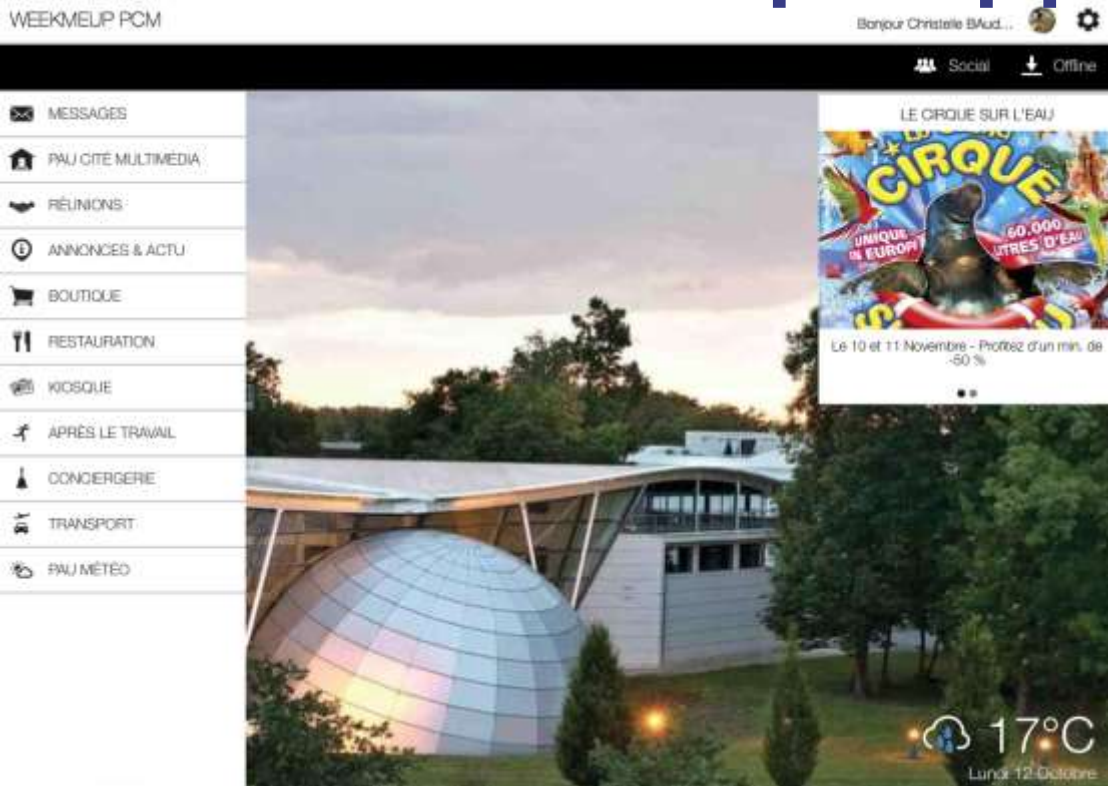 WEEKMEUP PCM
Bonjour Christelle BAud...
Social
Offline
MESSAGES
PAU CITÉ MULTIMÉDIA
RÉUNIONS
ANNONCES & ACTU
BOUTIQUE
RESTAURATION
KIOSQUE
APRÈS LE TRAVAIL
CONCIERGERIE
TRANSPORT
PAU MÉTÉO
LE CIRQUE SUR L'EAU
CIRQUE
UNIQUE
EN EUROPE
60.000
LITRES D'EAU
Le 10 et 11 Novembre - Profitez d'un min. de
-50 %
17°C
Lundi 12 Octobre